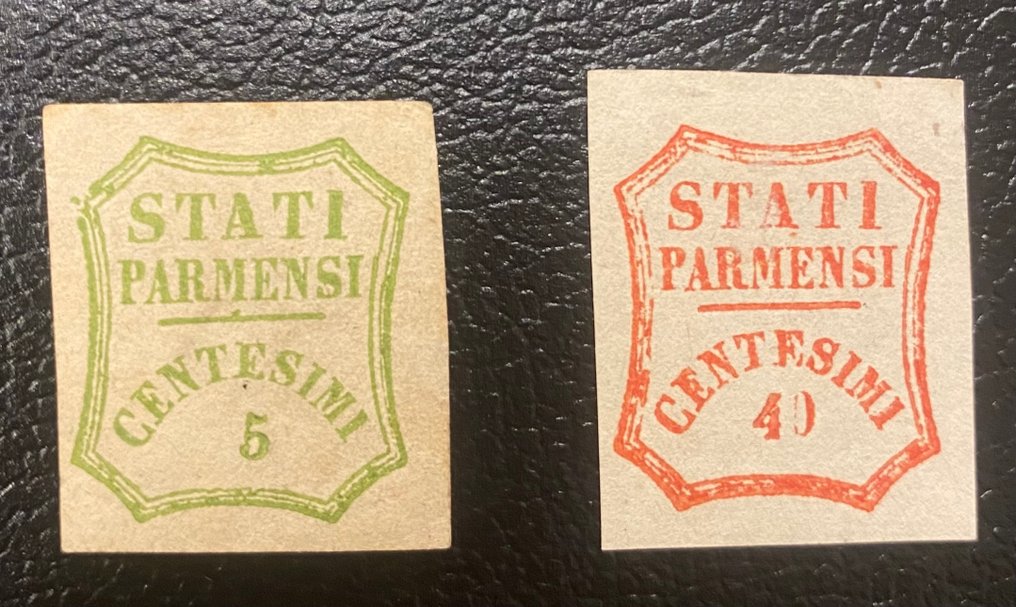 STATI
PARMENSI
CENTESIMI
5
STATI
PARMENSI
CENTESIMI
40